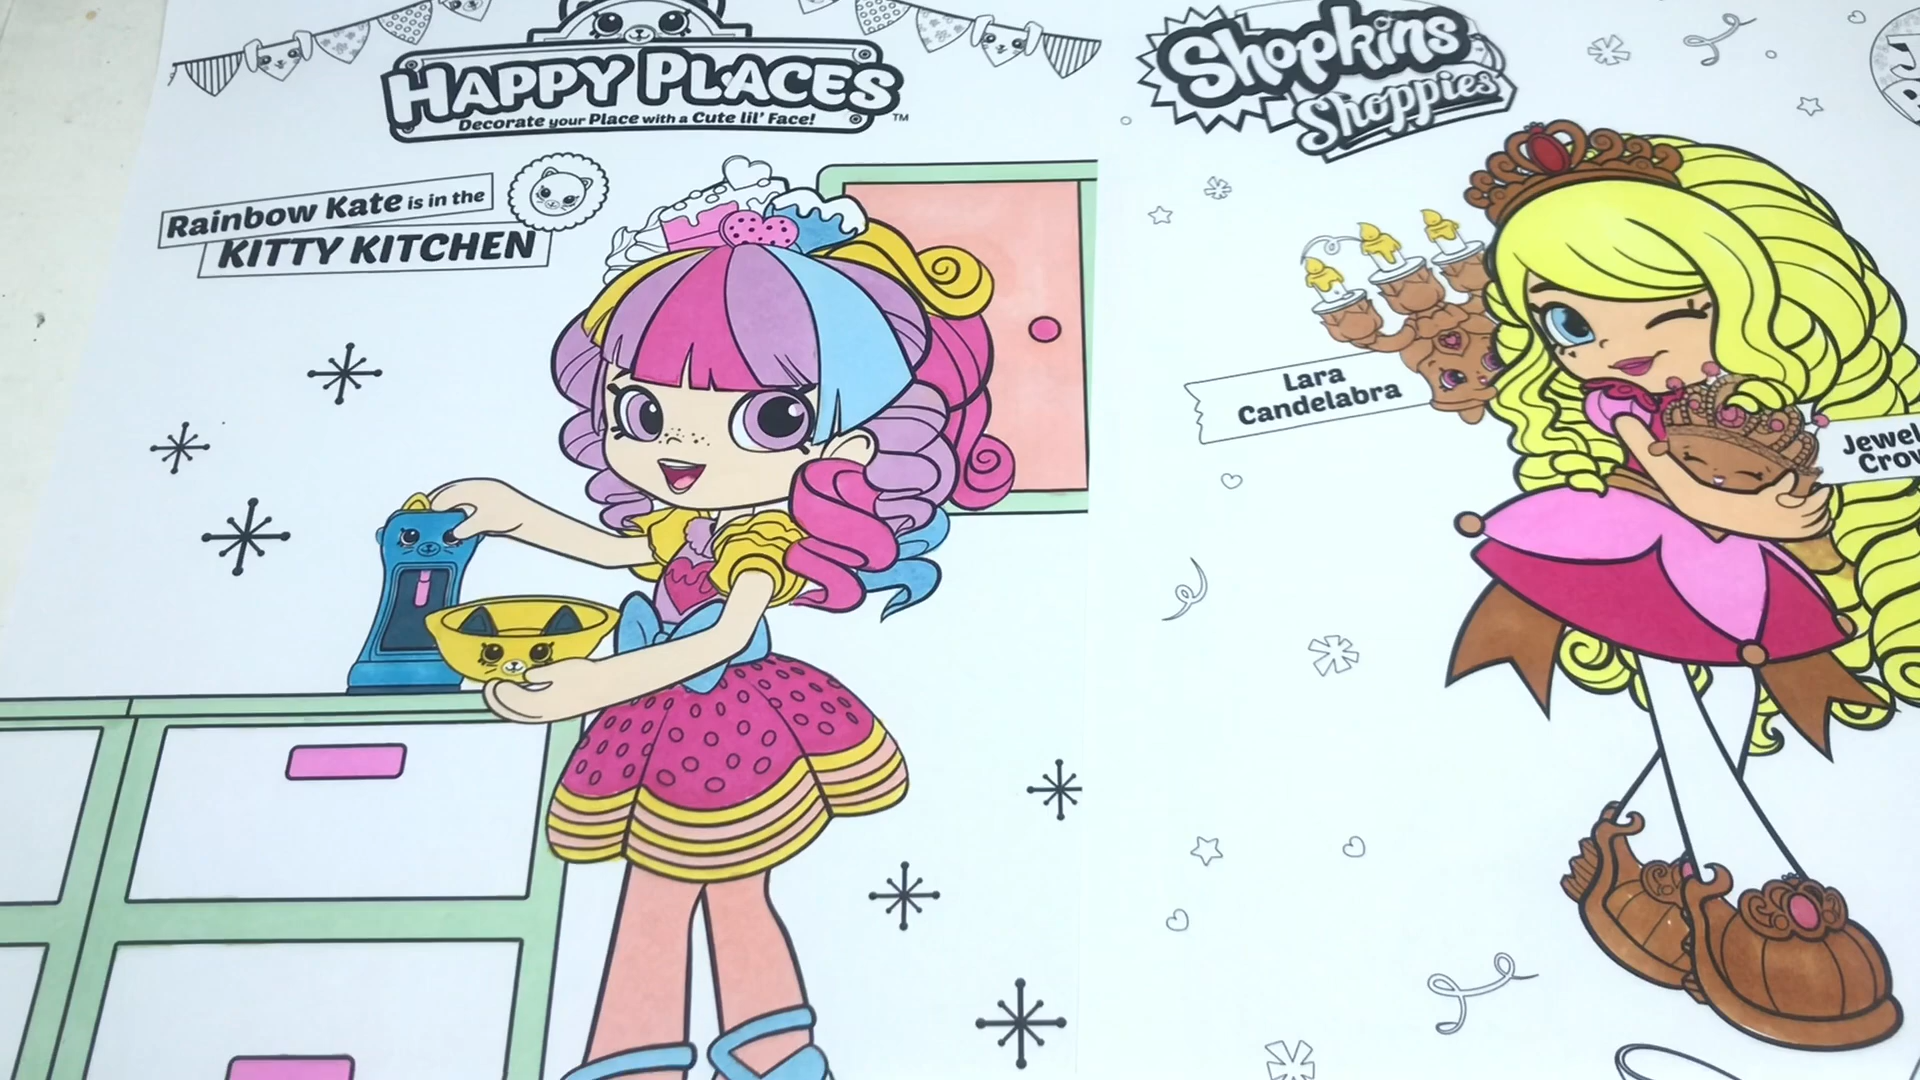 HAPPY PLACES
Decorate your Place with a Cute lil' Face!
TM
Rainbow Kate is in the
KITTY KITCHEN
Shopkins
Shoppies
Lara
Candelabra
Jewel